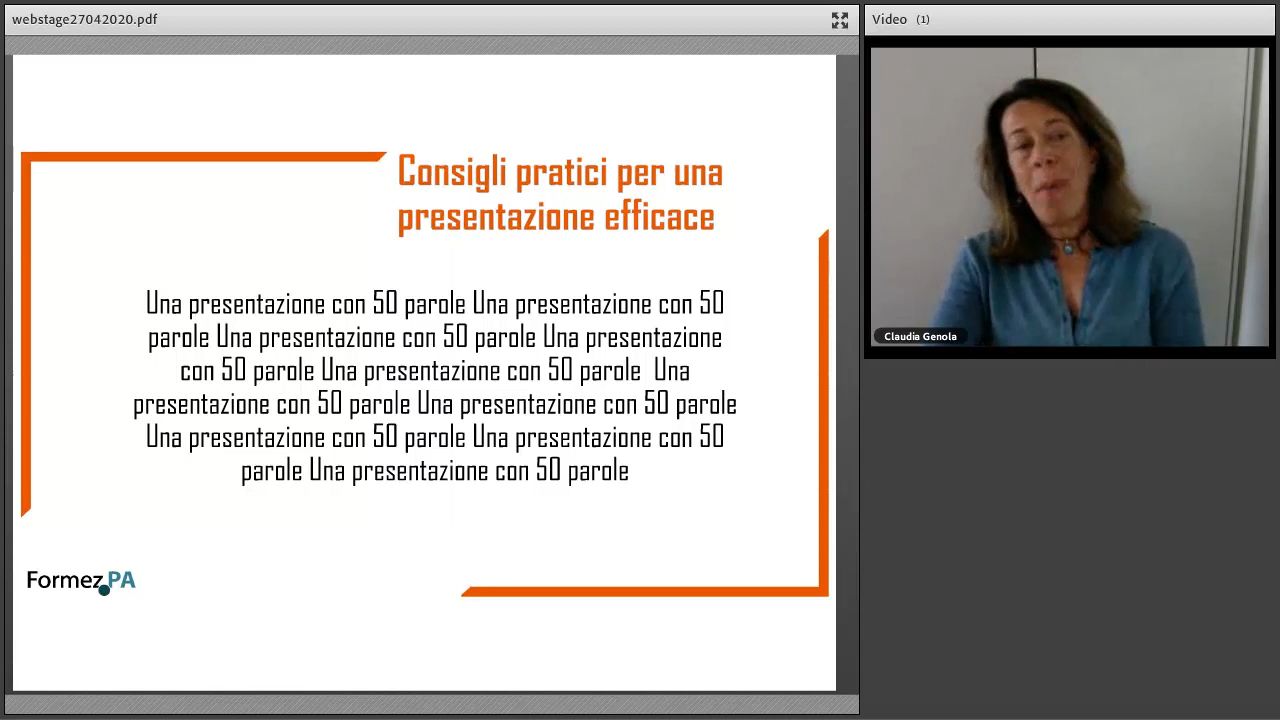 webstage27042020.pdf
Video (1)
Consigli pratici per una
presentazione efficace
Una presentazione con 50 parole Una presentazione con 50
parole Una presentazione con 50 parole Una presentazione
con 50 parole Una presentazione con 50 parole  Una
presentazione con 50 parole Una presentazione con 50 parole
Una presentazione con 50 parole Una presentazione con 50
parole Una presentazione con 50 parole
Formez PA
Claudia Genola